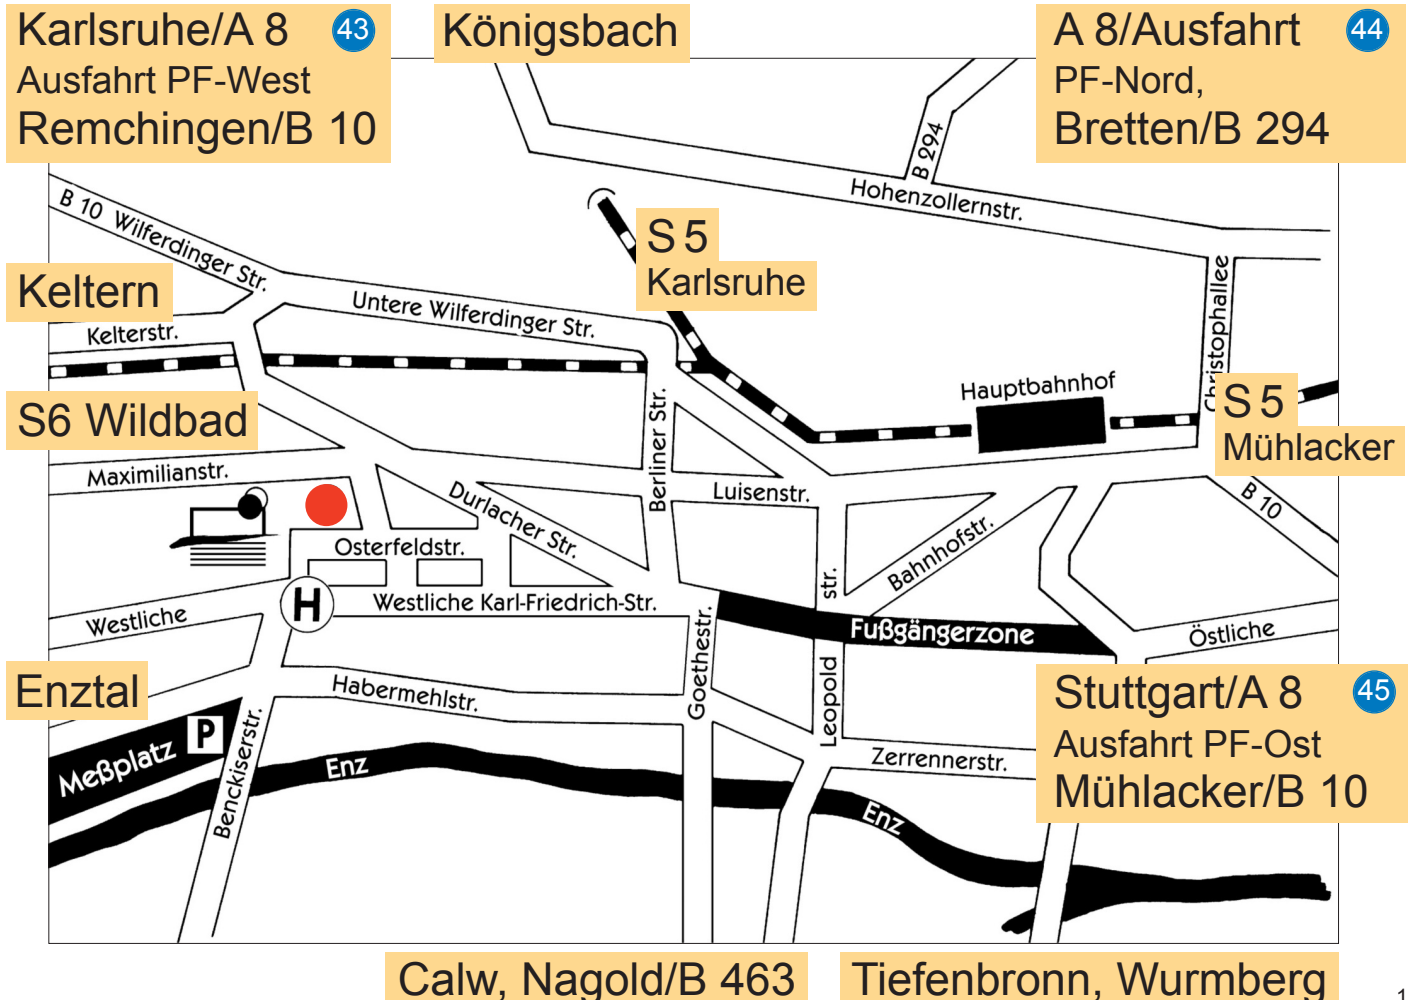 Karlsruhe/A 8 43
Ausfahrt PF-West
Remchingen/B 10
Königsbach
A 8/Ausfahrt 44
PF-Nord,
Bretten/B 294
B 294
Hohenzollernstr.
B 10 Wilferdinger Str.
S 5
Karlsruhe
Keltern
Kelterstr.
Untere Wilferdinger Str.
Christophallee
Hauptbahnhof
S6 Wildbad
S 5
Mühlacker
Maximilianstr.
Berliner Str.
Durlacher Str.
Luisenstr.
B 10
Osterfeldstr.
Bahnhofstr.
H
Westliche Karl-Friedrich-Str.
Westliche
Goethestr.
Leopold str.
Fußgängerzone
Östliche
Enztal
Habermehlstr.
Stuttgart/A 8 45
Ausfahrt PF-Ost
Mühlacker/B 10
Meßplatz P
Benckiserstr.
Enz
Zerrennerstr.
Enz
Calw, Nagold/B 463
Tiefenbronn, Wurmberg
1